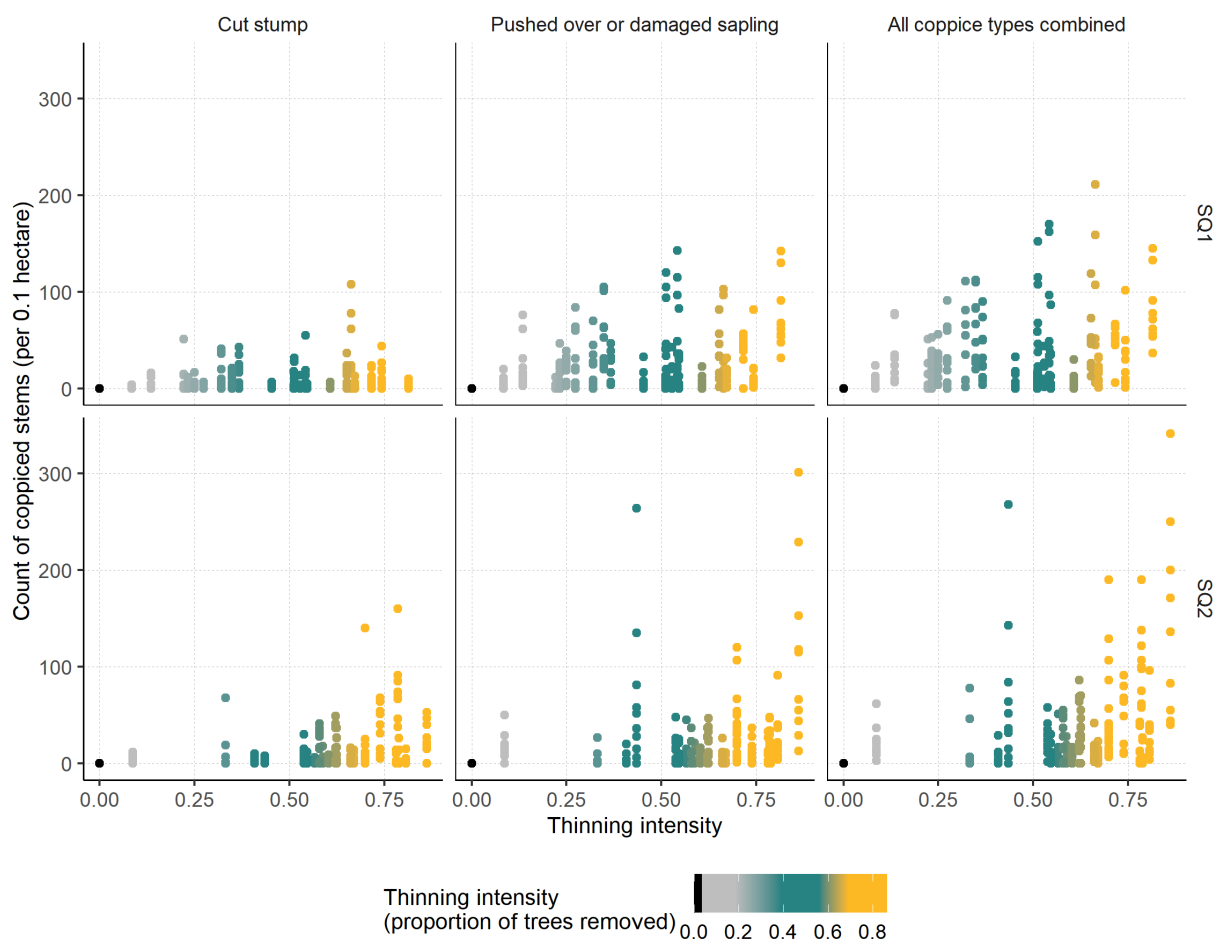 Cut stump
Pushed over or damaged sapling
All coppice types combined
Count of coppiced stems (per 0.1 hectare)
300
200
100
0
SQ1
300
200
100
0
SQ2
0.00 0.25 0.50 0.75
0.00 0.25 0.50 0.75
0.00 0.25 0.50 0.75
Thinning intensity
Thinning intensity
(proportion of trees removed)
0.0 0.2 0.4 0.6 0.8